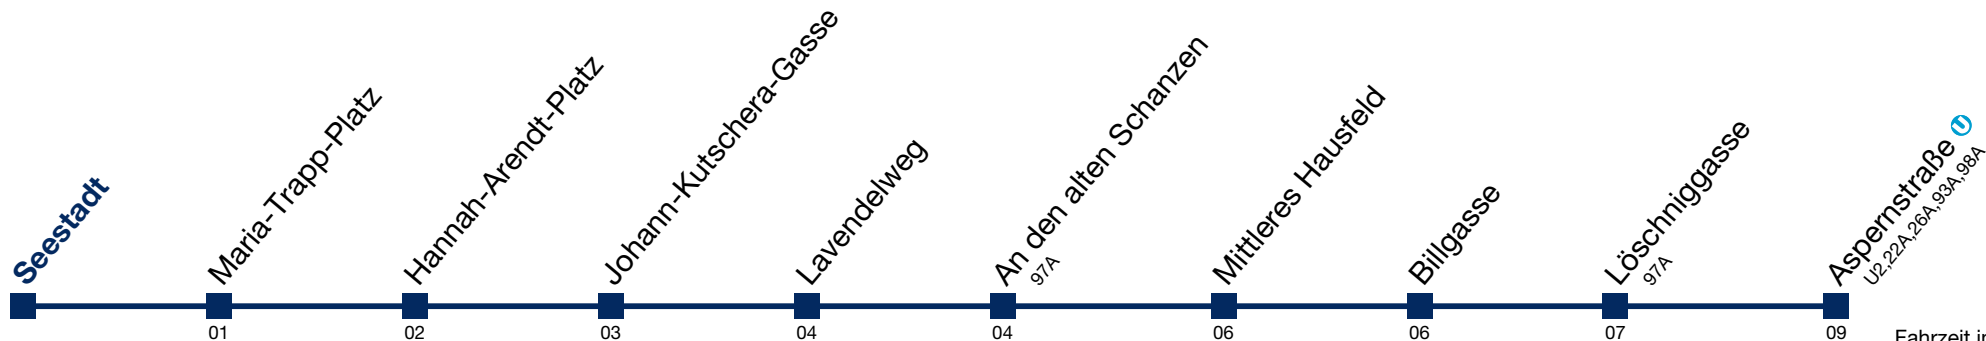 Seestadt
Maria-Trapp-Platz
Hannah-Arendt-Platz
Johann-Kutschera-Gasse
Lavendelweg
An den alten Schanzen
97A
Mittleres Hausfeld
Billgasse
Löschniggasse
97A
Aspernstraße U
U2,22A,26A,93A,98A
01 02 03 04 04 06 06 07 09
Fahrzeit